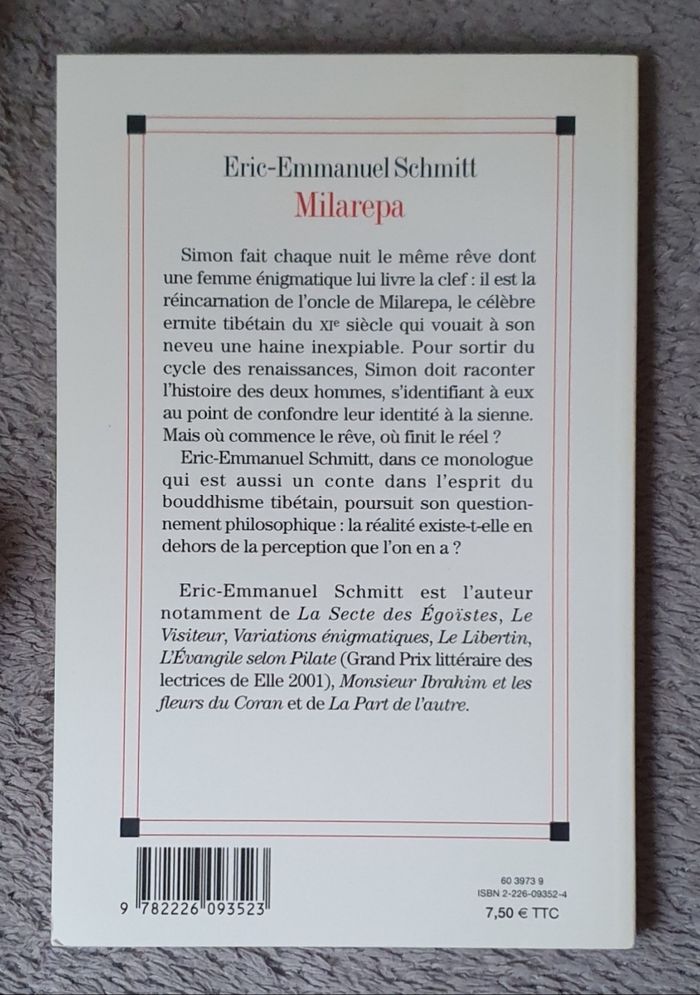 Eric-Emmanuel Schmitt
Milarepa
Simon fait chaque nuit le même rêve dont
une femme énigmatique lui livre la clef : il est la
réincarnation de l'oncle de Milarepa, le célèbre
ermite tibétain du XIe siècle qui vouait à son
neveu une haine inexpiable. Pour sortir du
cycle des renaissances, Simon doit raconter
l'histoire des deux hommes, s'identifiant à eux
au point de confondre leur identité à la sienne.
Mais où commence le rêve, où finit le réel ?
Eric-Emmanuel Schmitt, dans ce monologue
qui est aussi un conte dans l'esprit du
bouddhisme tibétain, poursuit son question-
nement philosophique : la réalité existe-t-elle en
dehors de la perception que l'on en a ?
Eric-Emmanuel Schmitt est l'auteur
notamment de La Secte des Égoïstes, Le
Visiteur, Variations énigmatiques, Le Libertin,
L'Évangile selon Pilate (Grand Prix littéraire des
lectrices de Elle 2001), Monsieur Ibrahim et les
fleurs du Coran et de La Part de l'autre.
9 782226 093523
60 3973 9
ISBN 2-226-09352-4
7,50 € TTC